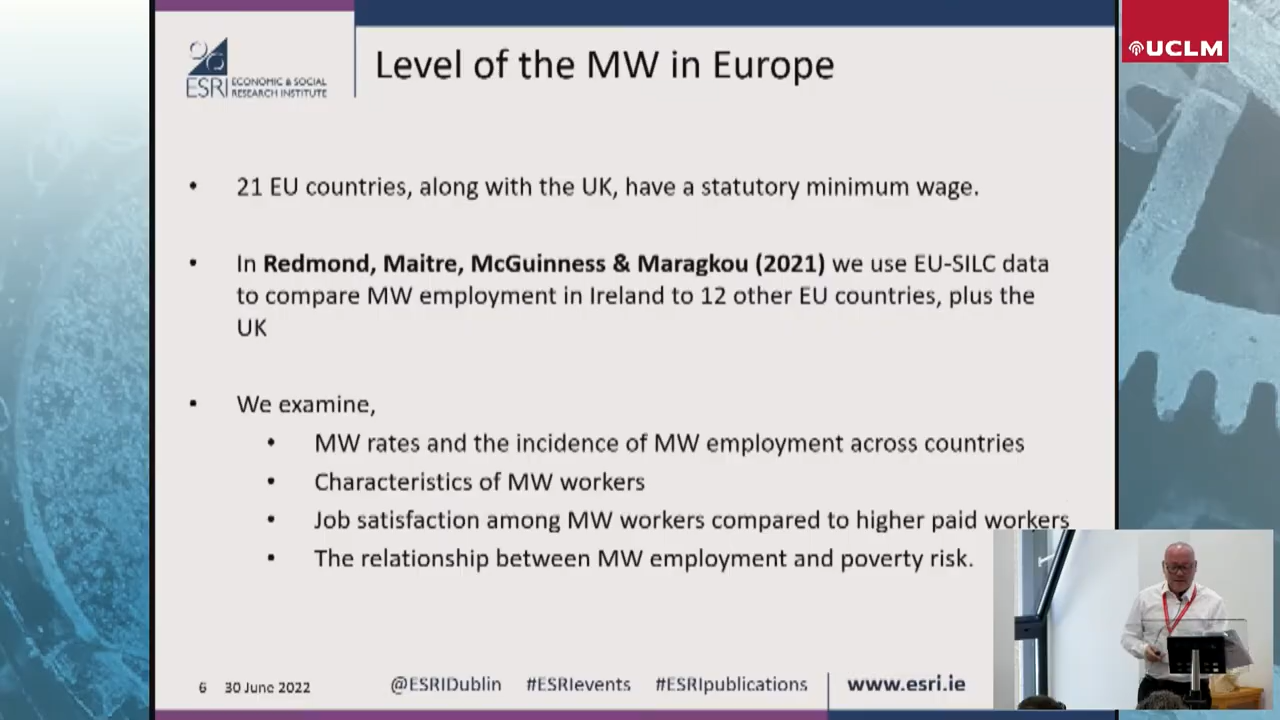 UCLM
ESRI
ECONOMIC & SOCIAL
RESEARCH INSTITUTE
Level of the MW in Europe
• 21 EU countries, along with the UK, have a statutory minimum wage.
• In Redmond, Maitre, McGuinness & Maragkou (2021) we use EU-SILC data
to compare MW employment in Ireland to 12 other EU countries, plus the
UK
• We examine,
• MW rates and the incidence of MW employment across countries
• Characteristics of MW workers
• Job satisfaction among MW workers compared to higher paid workers
• The relationship between MW employment and poverty risk.
6 30 June 2022 @ESRIDublin #ESRIevents #ESRIpublications www.esri.ie